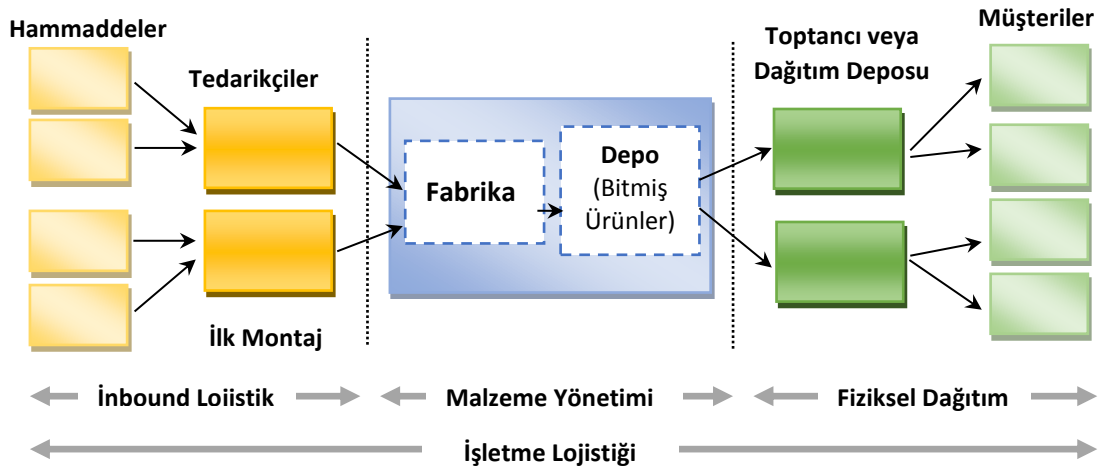 Hammaddeler
Tedarikçiler
İlk Montaj
Fabrika
Depo
(Bitmiş
Ürünler)
Toptancı veya
Dağıtım Deposu
Müşteriler
İnbound Lojistik
Malzeme Yönetimi
Fiziksel Dağıtım
İşletme Lojistiği